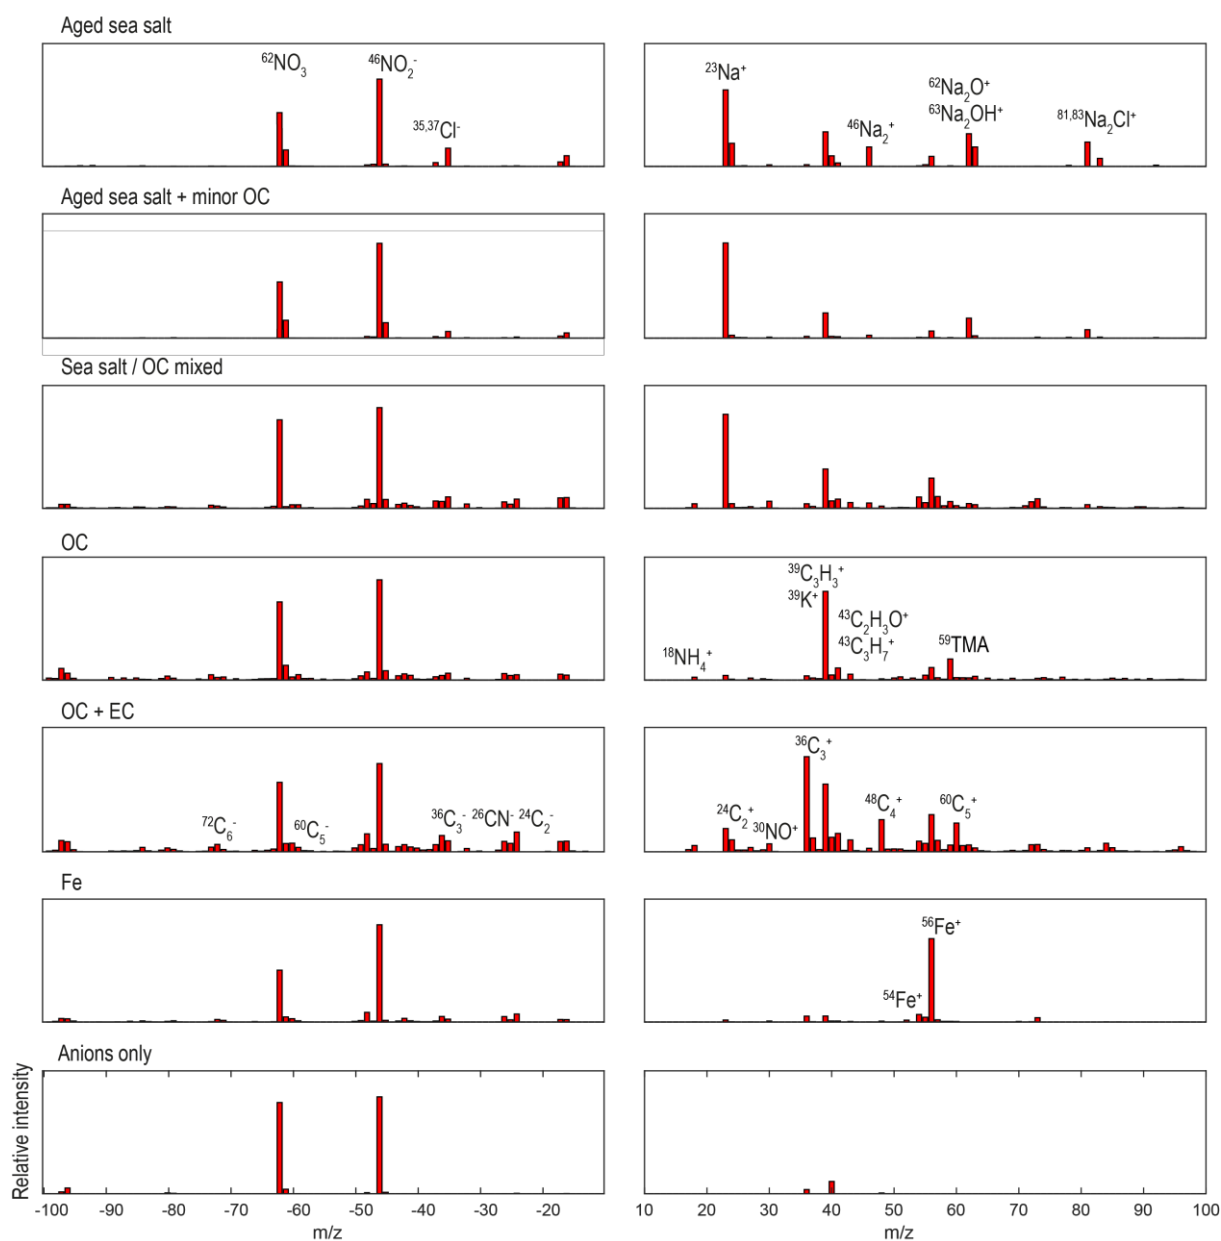 Aged sea salt
⁶²NO₃
⁴⁶NO₂⁻
³⁵,³⁷Cl⁻
²³Na⁺
⁴⁶Na₂⁺
⁶²Na₂O⁺
⁶³Na₂OH⁺
⁸¹,⁸³Na₂Cl⁺
Aged sea salt + minor OC
Sea salt / OC mixed
OC
¹⁸NH₄⁺
³⁹C₃H₃⁺
³⁹K⁺
⁴³C₂H₃O⁺
⁴³C₃H₇⁺
⁵⁹TMA
OC + EC
⁷²C₆⁻
⁶⁰C₅⁻
³⁶C₃⁻ ²⁶CN⁻ ²⁴C₂⁻
²⁴C₂⁺
³⁰NO⁺
³⁶C₃⁺
⁴⁸C₄⁺
⁶⁰C₅⁺
Fe
⁵⁴Fe⁺
⁵⁶Fe⁺
Anions only
Relative intensity
-100 -90 -80 -70 -60 -50 -40 -30 -20
m/z
10 20 30 40 50 60 70 80 90 100
m/z